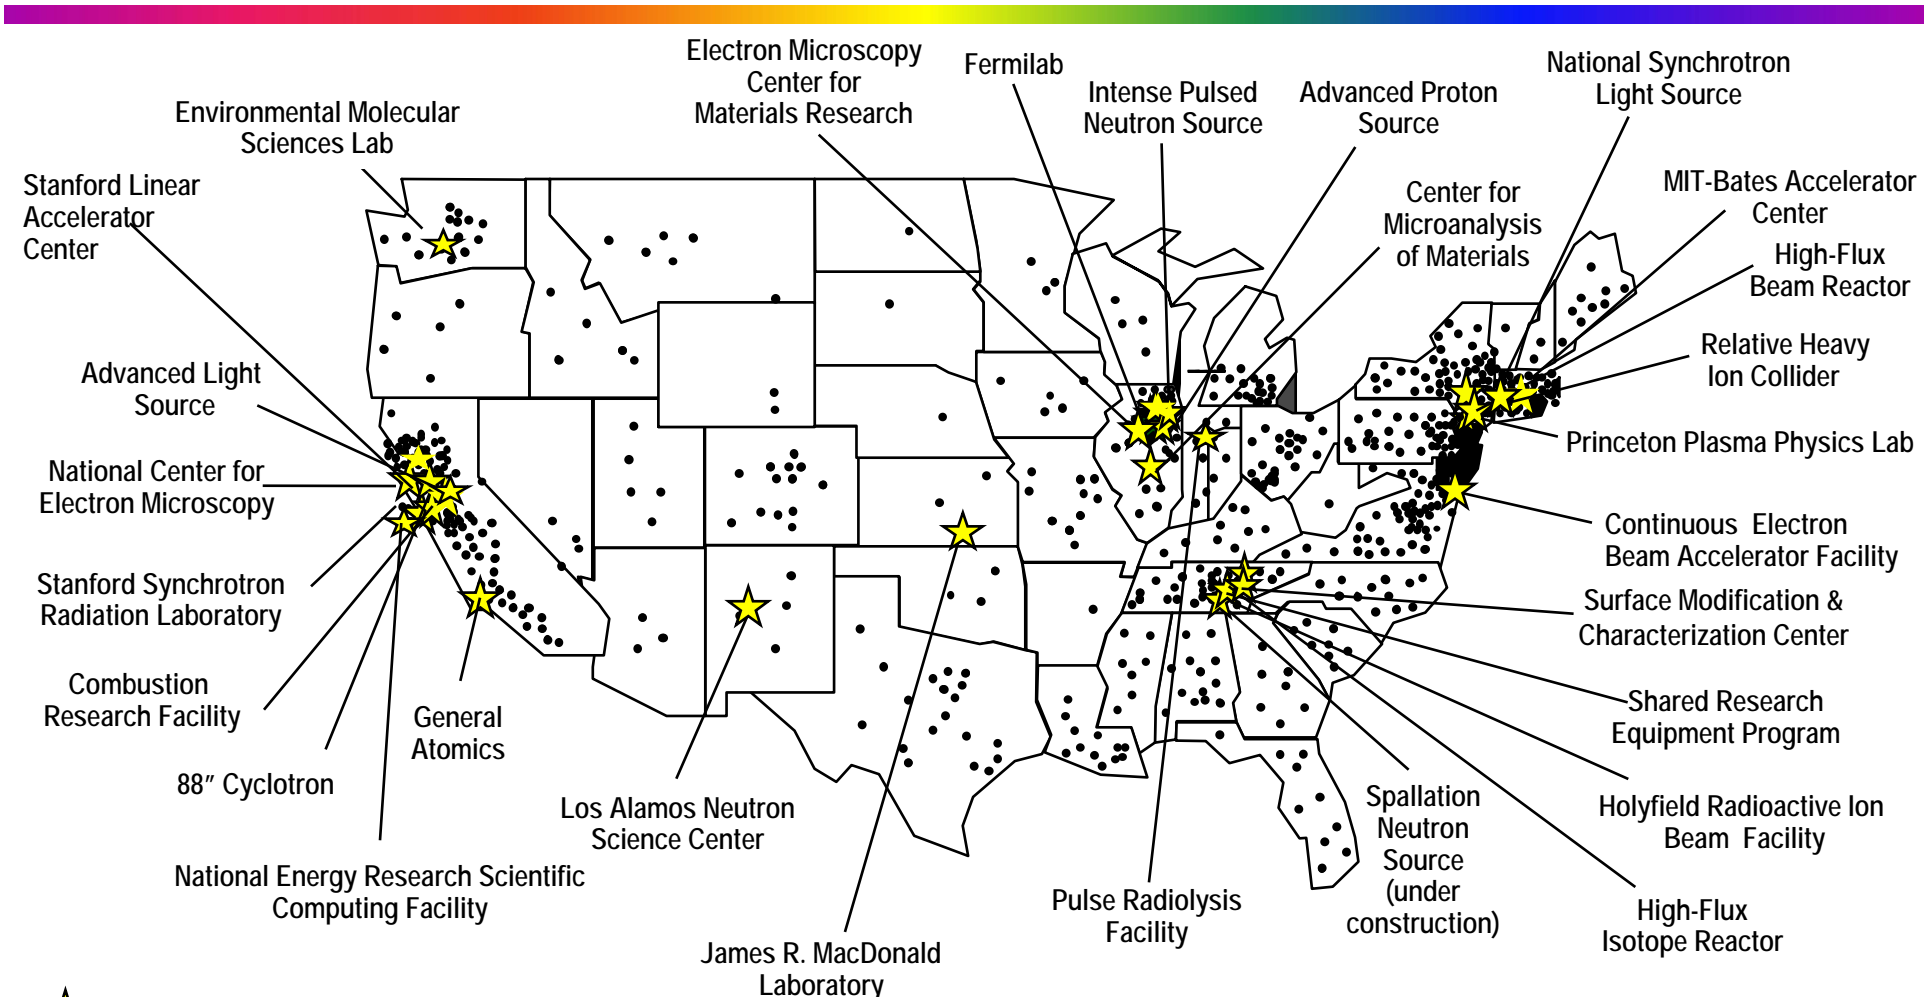 Electron Microscopy
Center for
Materials Research
Fermilab
Intense Pulsed
Neutron Source
Advanced Proton
Source
National Synchrotron
Light Source
Environmental Molecular
Sciences Lab
Stanford Linear
Accelerator
Center
Center for
Microanalysis
of Materials
MIT-Bates Accelerator
Center
High-Flux
Beam Reactor
Relative Heavy
Ion Collider
Advanced Light
Source
Princeton Plasma Physics Lab
National Center for
Electron Microscopy
Continuous Electron
Beam Accelerator Facility
Stanford Synchrotron
Radiation Laboratory
Surface Modification &
Characterization Center
Combustion
Research Facility
General
Atomics
Shared Research
Equipment Program
88″ Cyclotron
Los Alamos Neutron
Science Center
Spallation
Neutron
Source
(under
construction)
Holyfield Radioactive Ion
Beam Facility
National Energy Research Scientific
Computing Facility
Pulse Radiolysis
Facility
High-Flux
Isotope Reactor
James R. MacDonald
Laboratory